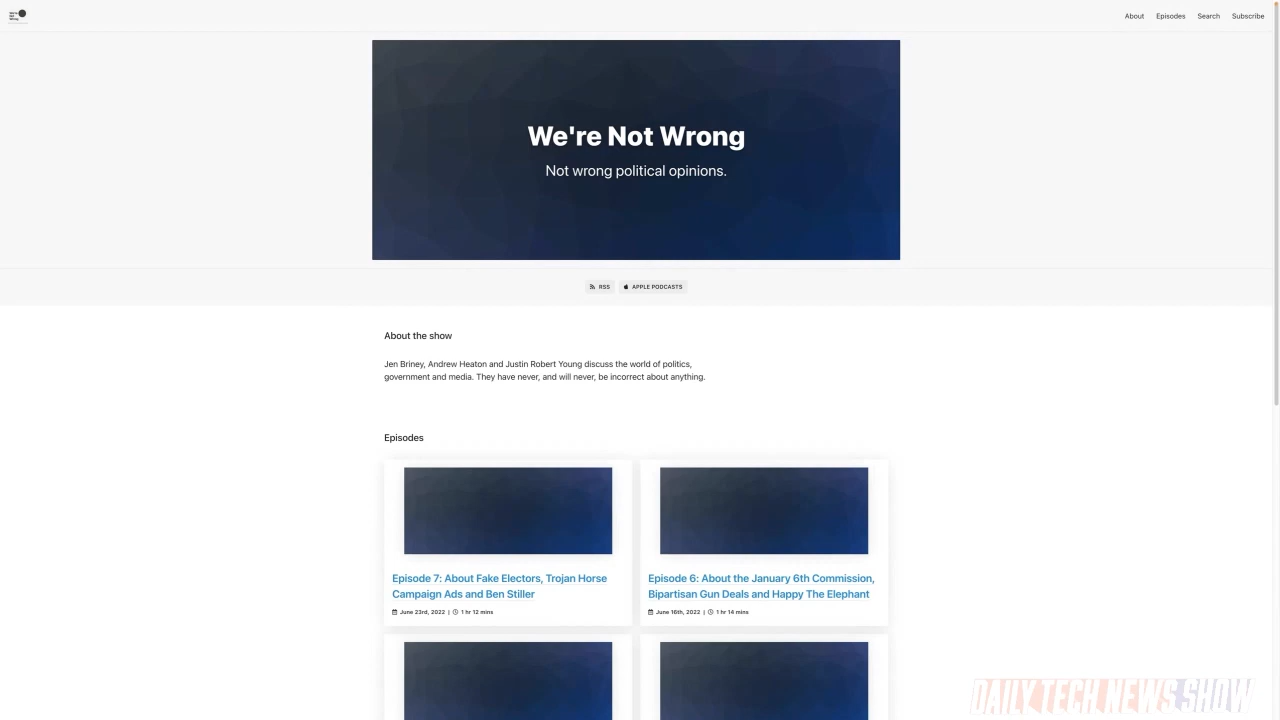 We're
Not
Wrong
About Episodes Search Subscribe
We're Not Wrong
Not wrong political opinions.
RSS APPLE PODCASTS
About the show
Jen Briney, Andrew Heaton and Justin Robert Young discuss the world of politics,
government and media. They have never, and will never, be incorrect about anything.
Episodes
Episode 7: About Fake Electors, Trojan Horse
Campaign Ads and Ben Stiller
June 23rd, 2022 | 1 hr 12 mins
Episode 6: About the January 6th Commission,
Bipartisan Gun Deals and Happy The Elephant
June 16th, 2022 | 1 hr 14 mins
DAILY TECH NEWS SHOW